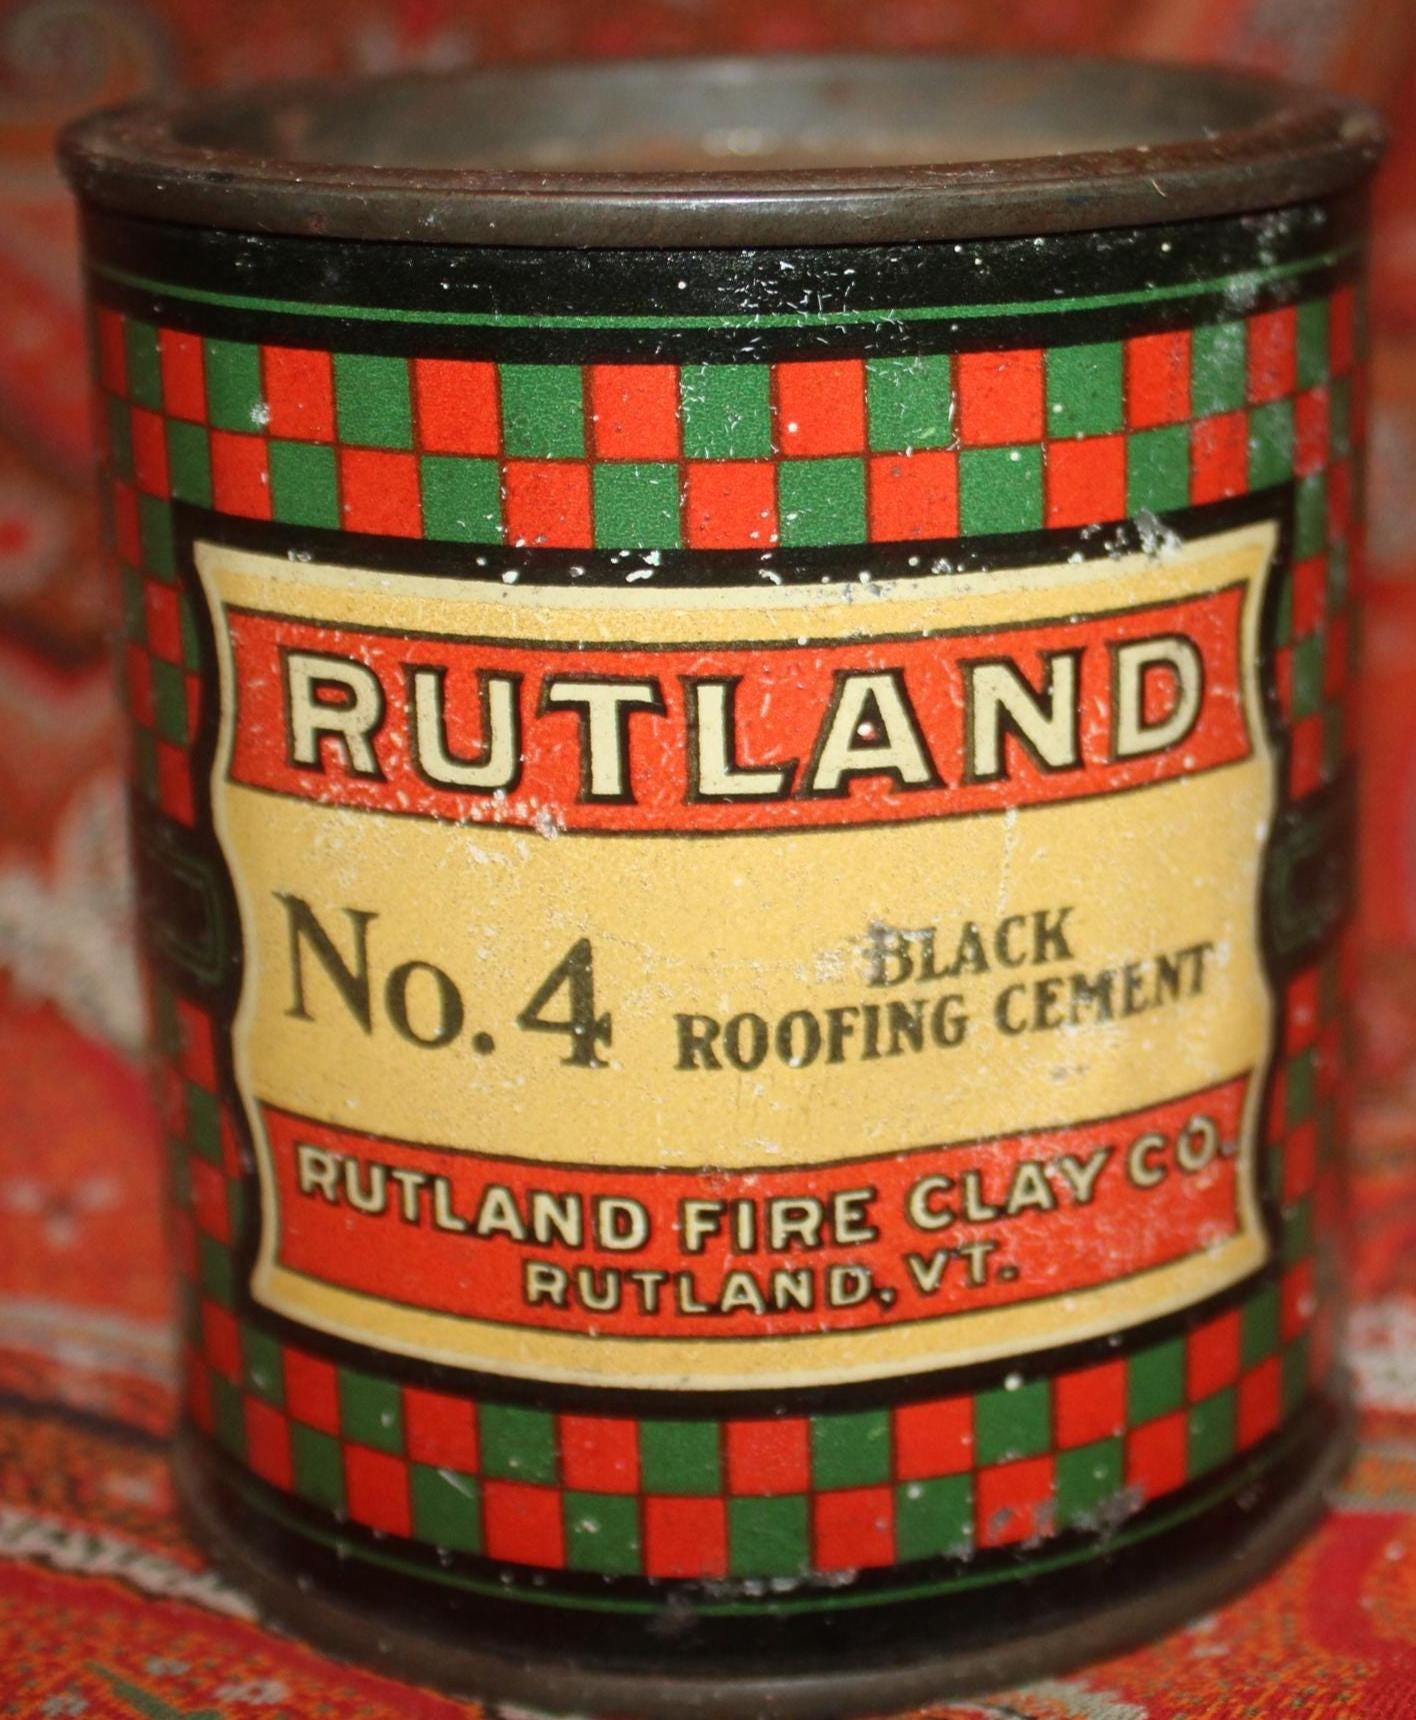 RUTLAND
No. 4
BLACK
ROOFING CEMENT
RUTLAND FIRE CLAY CO.
RUTLAND, VT.